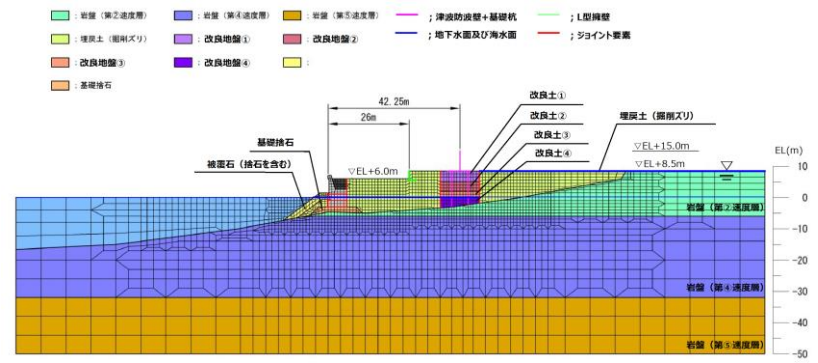 : 岩盤（第②速度層）
: 岩盤（第④速度層）
: 岩盤（第⑤速度層）
: 埋戻土（掘削ズリ）
: 改良地盤①
: 改良地盤②
: 改良地盤③
: 改良地盤④
:
: 基礎捨石
; 津波防波壁+基礎杭
; L型擁壁
; 地下水面及び海水面
; ジョイント要素
42.25m
26m
改良土①
改良土②
改良土③
改良土④
埋戻土（掘削ズリ）
基礎捨石
被覆石（捨石を含む）
▽EL+6.0m
▽EL+15.0m
▽EL+8.5m
EL(m)
10
0
-10
-20
-30
-40
-50
岩盤（第②速度層）
岩盤（第④速度層）
岩盤（第⑤速度層）